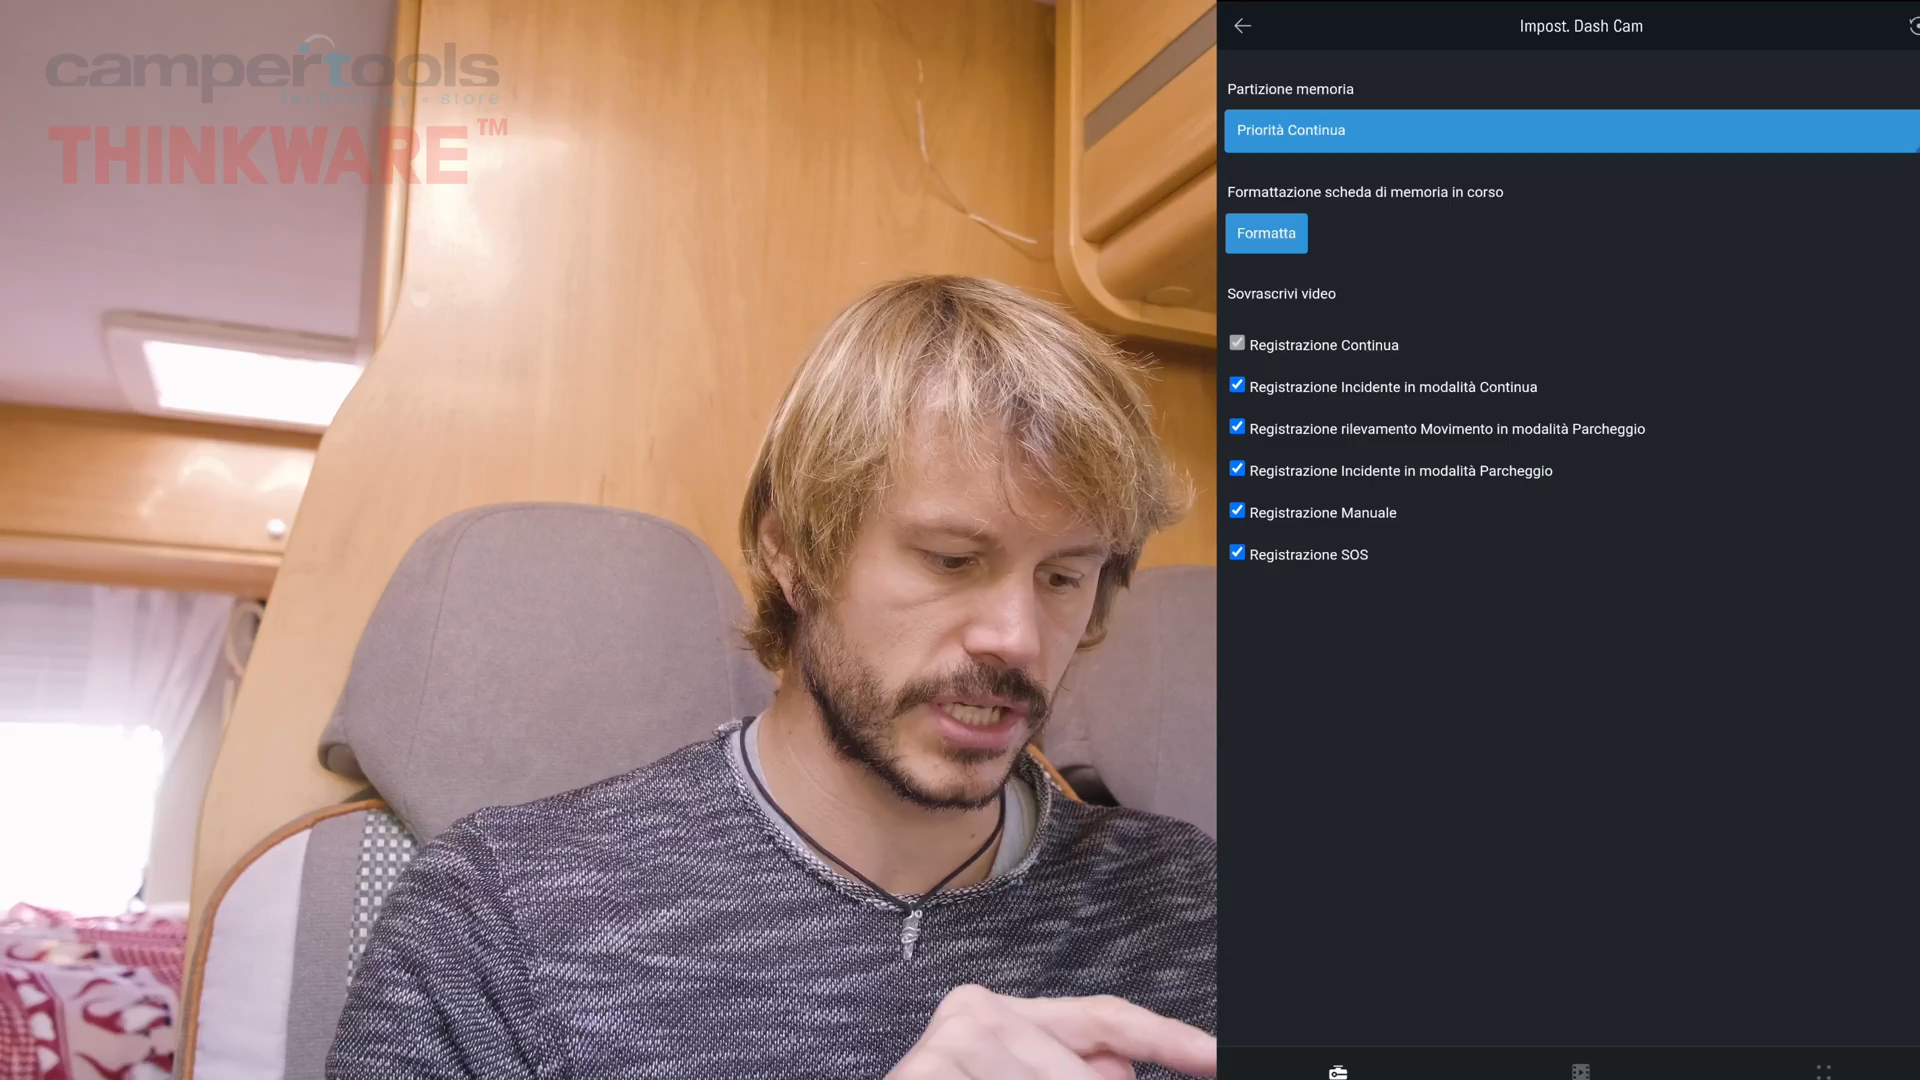 campertools
technology - store
THINKWARE™
Impost. Dash Cam
Partizione memoria
Priorità Continua
Formattazione scheda di memoria in corso
Formatta
Sovrascrivi video
Registrazione Continua
Registrazione Incidente in modalità Continua
Registrazione rilevamento Movimento in modalità Parcheggio
Registrazione Incidente in modalità Parcheggio
Registrazione Manuale
Registrazione SOS